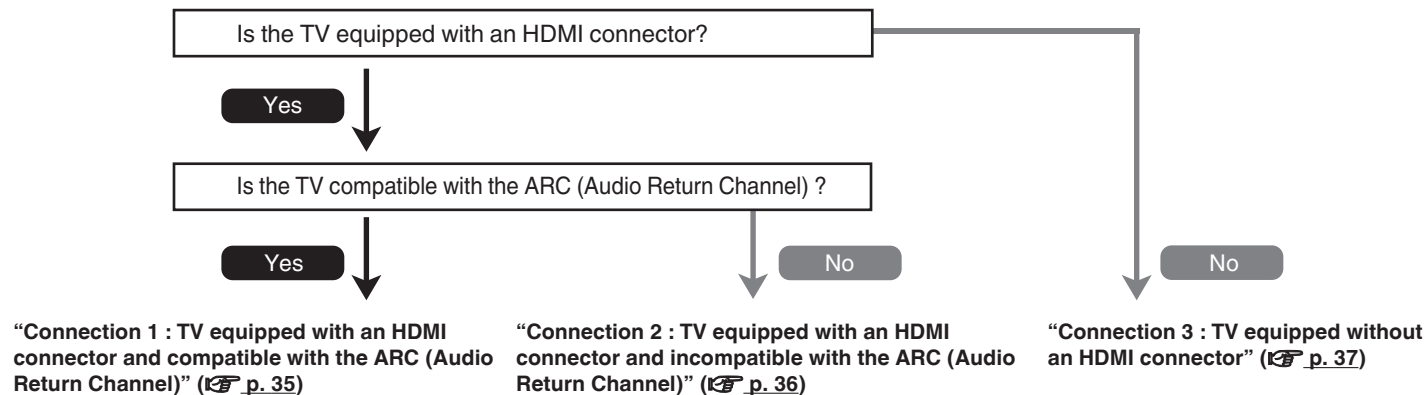 Is the TV equipped with an HDMI connector?
Yes
Is the TV compatible with the ARC (Audio Return Channel) ?
Yes
No
No
“Connection 1 : TV equipped with an HDMI
connector and compatible with the ARC (Audio
Return Channel)” (☞ p. 35)
“Connection 2 : TV equipped with an HDMI
connector and incompatible with the ARC (Audio
Return Channel)” (☞ p. 36)
“Connection 3 : TV equipped without
an HDMI connector” (☞ p. 37)